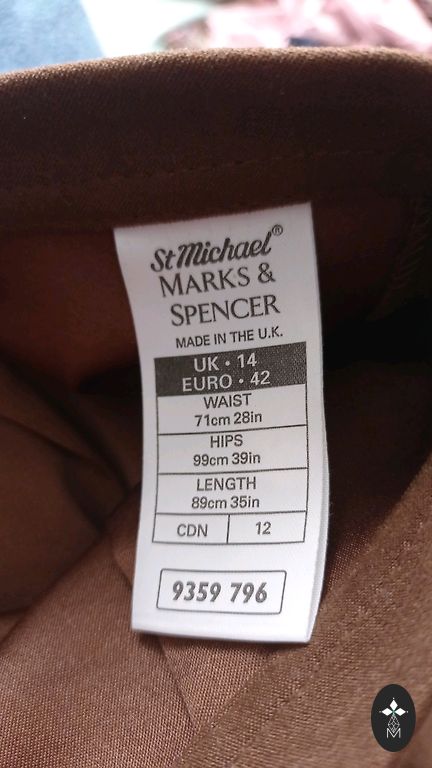 St Michael®
MARKS &
SPENCER
MADE IN THE U.K.
UK • 14
EURO • 42
WAIST
71cm 28in
HIPS
99cm 39in
LENGTH
89cm 35in
CDN 12
9359 796
M